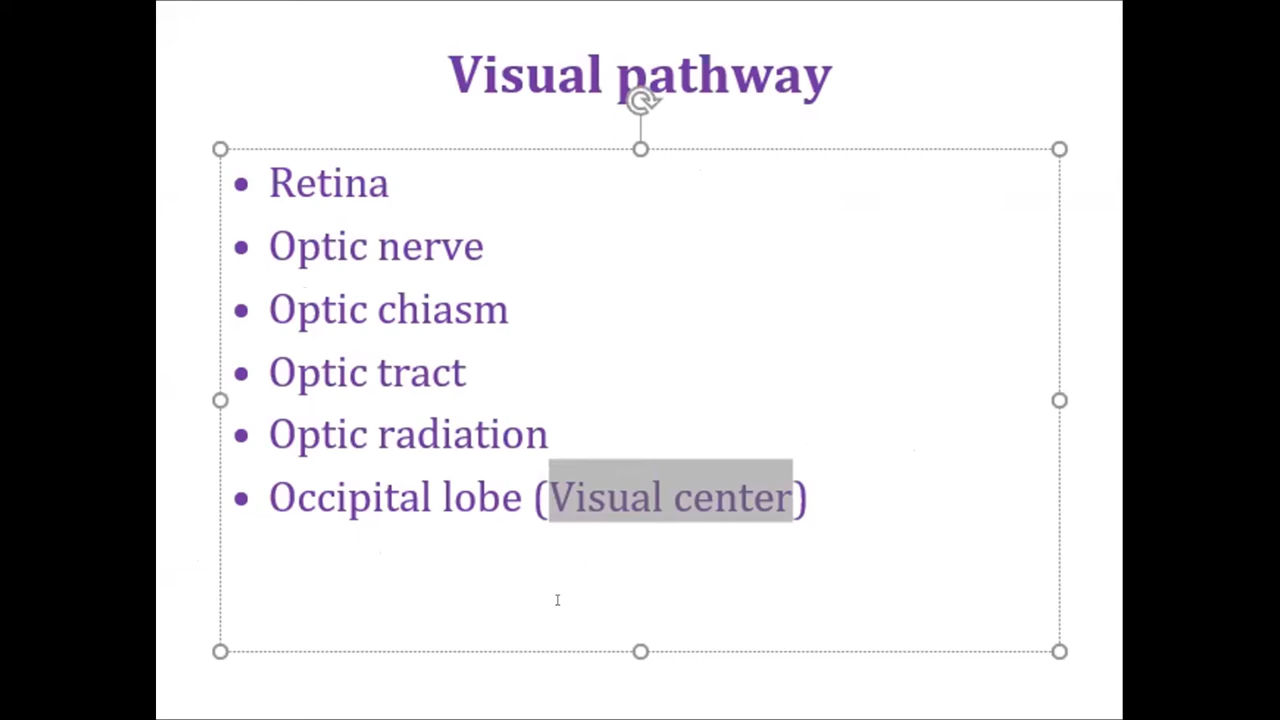 Visual pathway
• Retina
• Optic nerve
• Optic chiasm
• Optic tract
• Optic radiation
• Occipital lobe (Visual center)